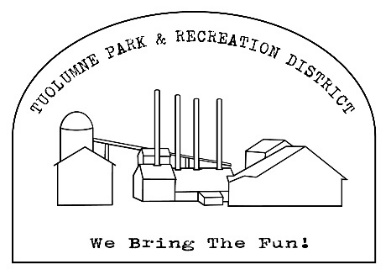 TUOLUMNE PARK & RECREATION DISTRICT
We Bring The Fun!